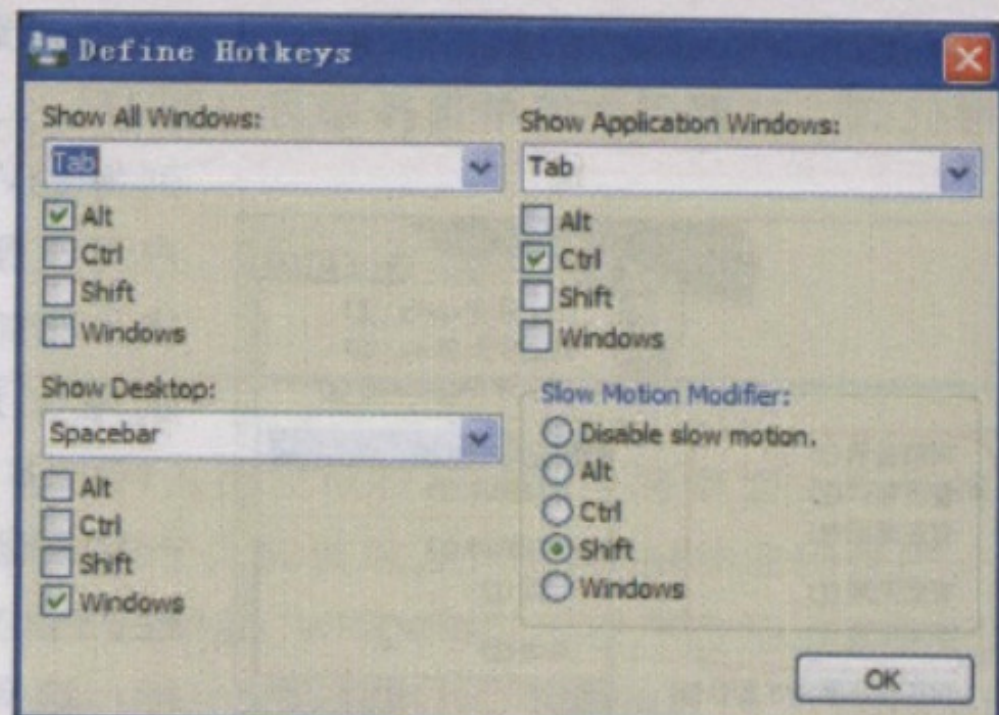 Define Hotkeys
Show All Windows:
Tab
Alt
Ctrl
Shift
Windows
Show Application Windows:
Tab
Alt
Ctrl
Shift
Windows
Show Desktop:
Spacebar
Alt
Ctrl
Shift
Windows
Slow Motion Modifier:
Disable slow motion.
Alt
Ctrl
Shift
Windows
OK